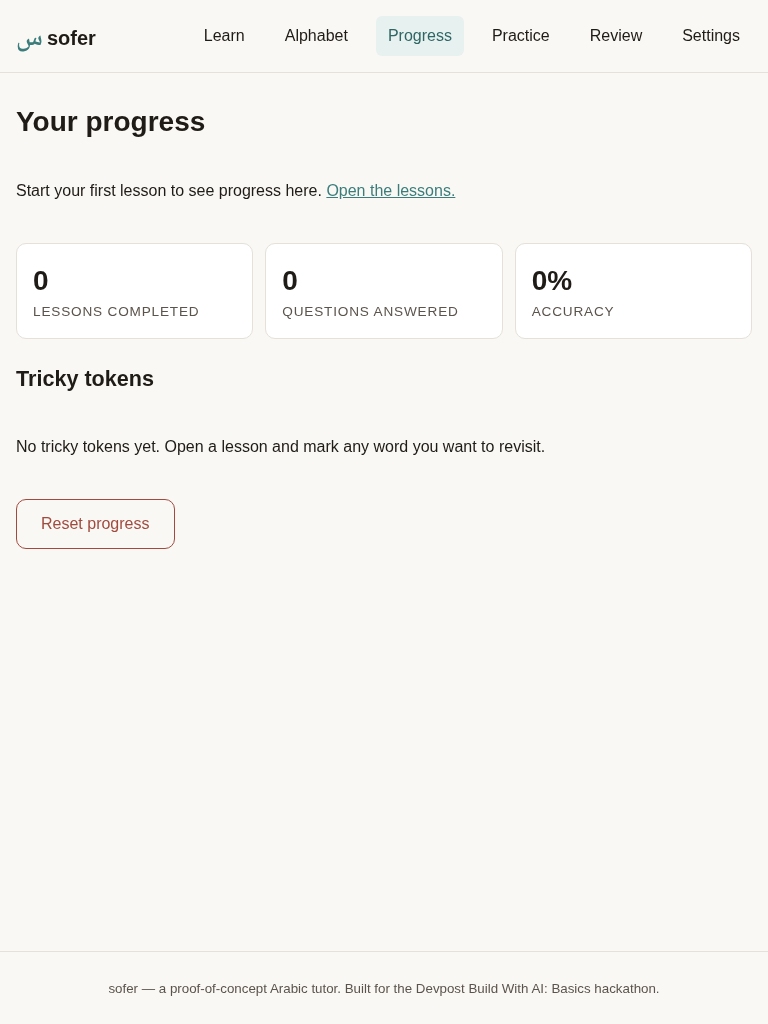 س sofer
Learn Alphabet Progress Practice Review Settings
Your progress
Start your first lesson to see progress here. Open the lessons.
0
LESSONS COMPLETED
0
QUESTIONS ANSWERED
0%
ACCURACY
Tricky tokens
No tricky tokens yet. Open a lesson and mark any word you want to revisit.
Reset progress
sofer — a proof-of-concept Arabic tutor. Built for the Devpost Build With AI: Basics hackathon.